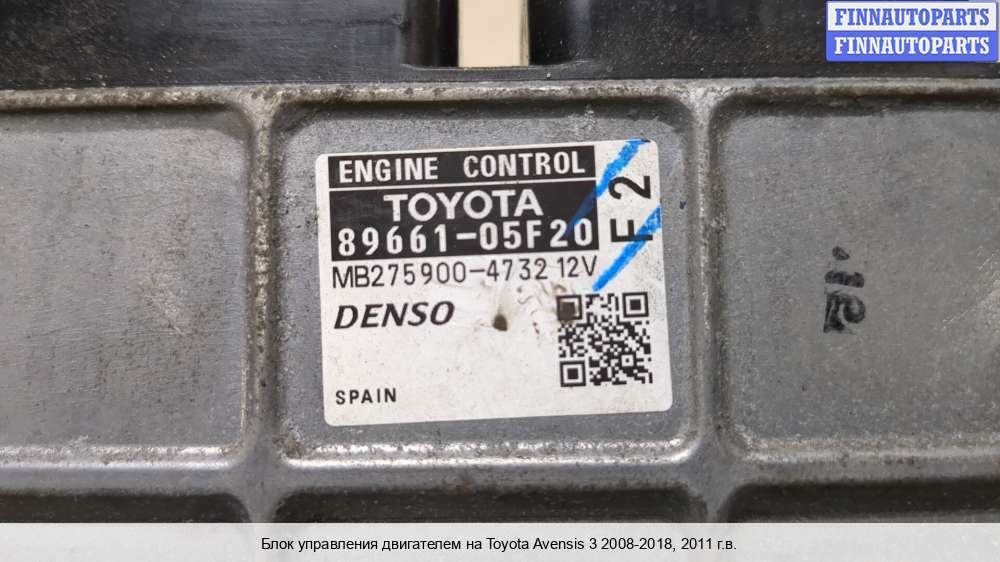 FINNAUTOPARTS
FINNAUTOPARTS
ENGINE CONTROL
TOYOTA
89661-05F20
F2
MB275900-4732 12V
DENSO
SPAIN
Блок управления двигателем на Toyota Avensis 3 2008-2018, 2011 г.в.